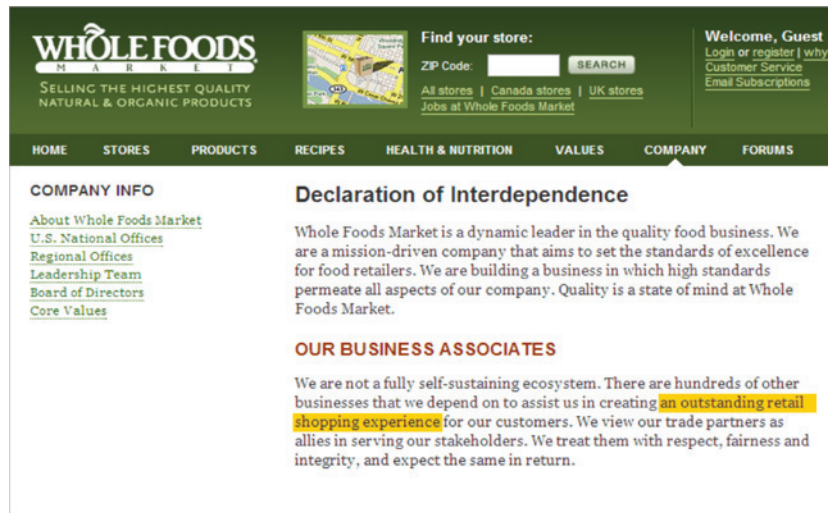 WHOLE FOODS
MARKET
SELLING THE HIGHEST QUALITY
NATURAL & ORGANIC PRODUCTS
Find your store:
ZIP Code:
SEARCH
All stores | Canada stores | UK stores
Jobs at Whole Foods Market
Welcome, Guest
Login or register | why
Customer Service
Email Subscriptions
HOME STORES PRODUCTS RECIPES HEALTH & NUTRITION VALUES COMPANY FORUMS
COMPANY INFO
About Whole Foods Market
U.S. National Offices
Regional Offices
Leadership Team
Board of Directors
Core Values
Declaration of Interdependence
Whole Foods Market is a dynamic leader in the quality food business. We
are a mission-driven company that aims to set the standards of excellence
for food retailers. We are building a business in which high standards
permeate all aspects of our company. Quality is a state of mind at Whole
Foods Market.
OUR BUSINESS ASSOCIATES
We are not a fully self-sustaining ecosystem. There are hundreds of other
businesses that we depend on to assist us in creating an outstanding retail
shopping experience for our customers. We view our trade partners as
allies in serving our stakeholders. We treat them with respect, fairness and
integrity, and expect the same in return.